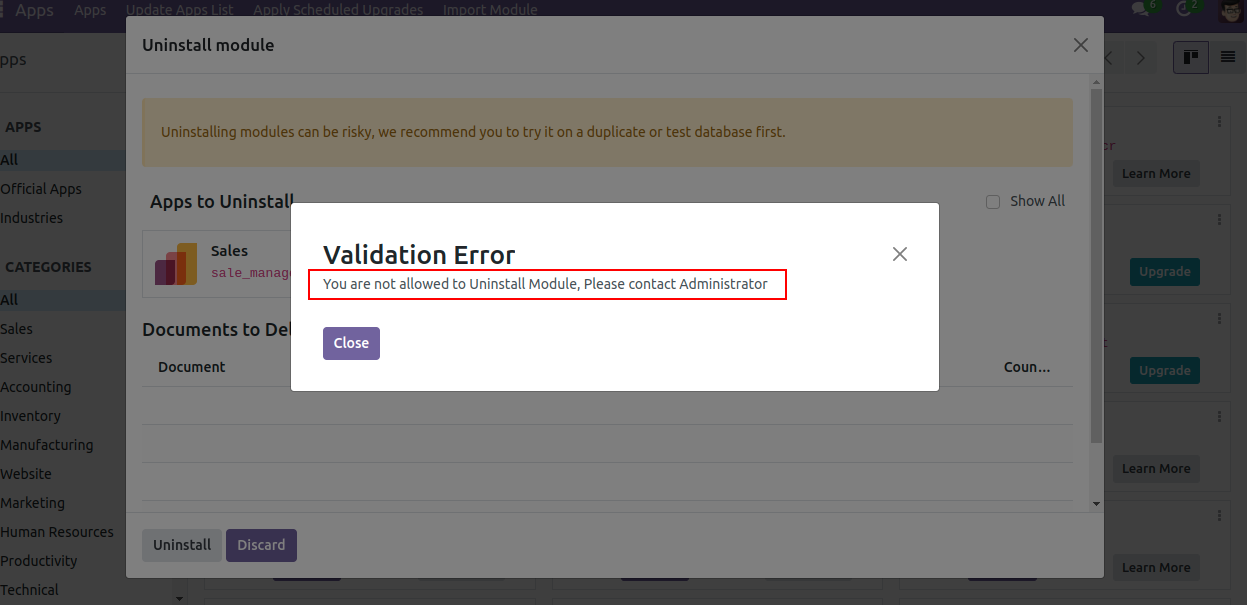 Apps Apps Update Apps List Apply Scheduled Upgrades Import Module 6 2
Uninstall module
pps
Uninstalling modules can be risky, we recommend you to try it on a duplicate or test database first.
APPS
All
Official Apps
Industries
Apps to Uninstall
Show All
Learn More
Sales
sale_manage
Upgrade
Validation Error
You are not allowed to Uninstall Module, Please contact Administrator
Close
CATEGORIES
All
Sales
Services
Accounting
Inventory
Manufacturing
Website
Marketing
Human Resources
Productivity
Technical
Documents to Del
Document
Coun...
Upgrade
Learn More
Uninstall Discard
Learn More